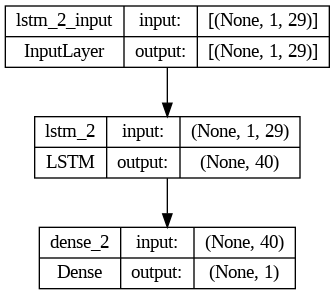 lstm_2_input input: [(None, 1, 29)]
InputLayer output: [(None, 1, 29)]
lstm_2 input: (None, 1, 29)
LSTM output: (None, 40)
dense_2 input: (None, 40)
Dense output: (None, 1)